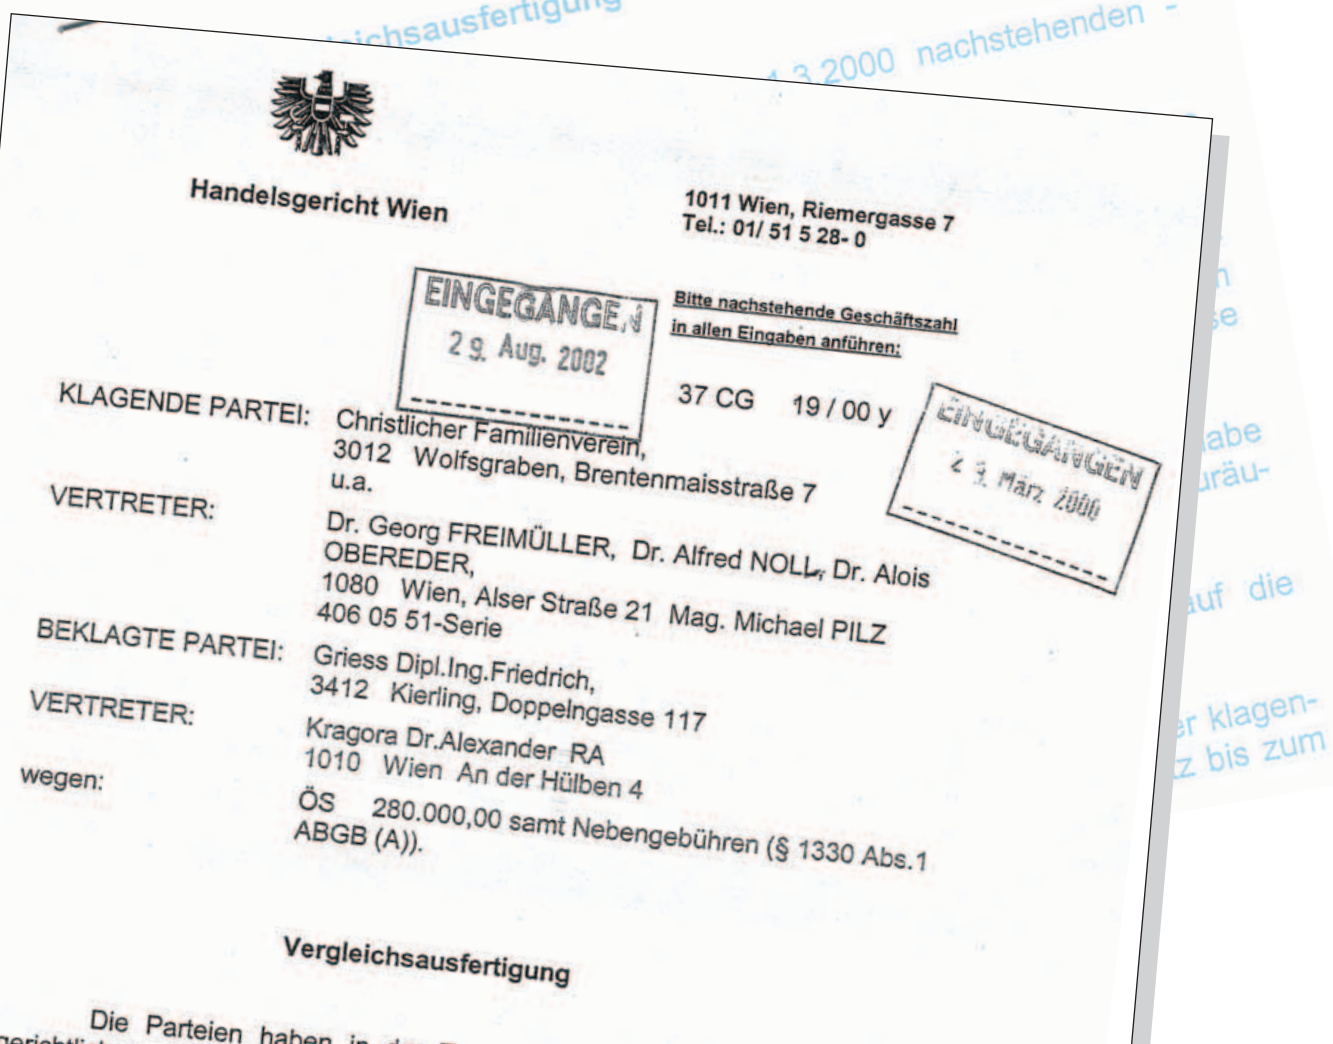 eichsausfertigung
1.3.2000 nachstehenden -
Handelsgericht Wien
1011 Wien, Riemergasse 7
Tel.: 01/ 51 5 28- 0
EINGEGANGEN
29. Aug. 2002
Bitte nachstehende Geschäftszahl
in allen Eingaben anführen:
37 CG 19 / 00 y
EINGEGANGEN
März 2000
KLAGENDE PARTEI: Christlicher Familienverein,
3012 Wolfsgraben, Brentenmaisstraße 7
u.a.
VERTRETER: Dr. Georg FREIMÜLLER, Dr. Alfred NOLL, Dr. Alois
OBEREDER,
1080 Wien, Alser Straße 21 Mag. Michael PILZ
406 05 51-Serie
BEKLAGTE PARTEI: Griess Dipl.Ing.Friedrich,
3412 Kierling, Doppelngasse 117
VERTRETER: Kragora Dr.Alexander RA
1010 Wien An der Hülben 4
wegen: ÖS 280.000,00 samt Nebengebühren (§ 1330 Abs.1
ABGB (A)).
Vergleichsausfertigung
Die Parteien haben in
n
se
abe
uräu-
auf die
er klagen-
z bis zum